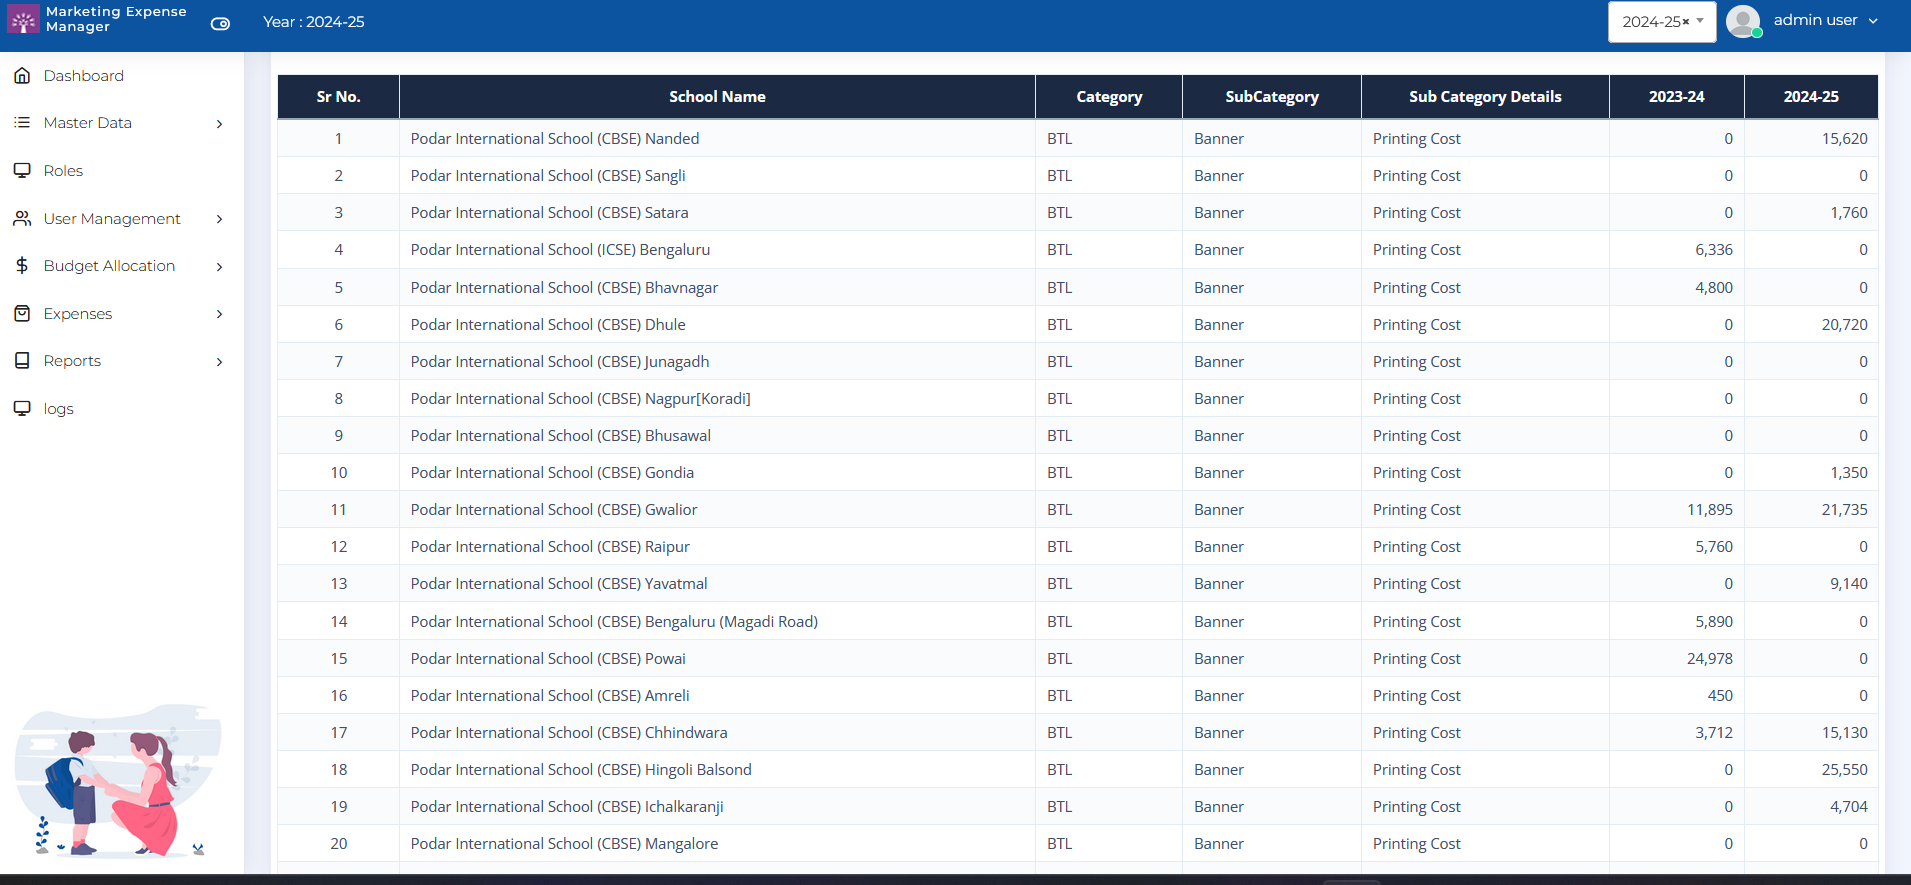 Marketing Expense
Manager
Year : 2024-25
2024-25× 
admin user
Dashboard
Master Data
Roles
User Management
Budget Allocation
Expenses
Reports
logs
Sr No. School Name Category SubCategory Sub Category Details 2023-24 2024-25
1 Podar International School (CBSE) Nanded BTL Banner Printing Cost 0 15,620
2 Podar International School (CBSE) Sangli BTL Banner Printing Cost 0 0
3 Podar International School (CBSE) Satara BTL Banner Printing Cost 0 1,760
4 Podar International School (ICSE) Bengaluru BTL Banner Printing Cost 6,336 0
5 Podar International School (CBSE) Bhavnagar BTL Banner Printing Cost 4,800 0
6 Podar International School (CBSE) Dhule BTL Banner Printing Cost 0 20,720
7 Podar International School (CBSE) Junagadh BTL Banner Printing Cost 0 0
8 Podar International School (CBSE) Nagpur[Koradi] BTL Banner Printing Cost 0 0
9 Podar International School (CBSE) Bhusawal BTL Banner Printing Cost 0 0
10 Podar International School (CBSE) Gondia BTL Banner Printing Cost 0 1,350
11 Podar International School (CBSE) Gwalior BTL Banner Printing Cost 11,895 21,735
12 Podar International School (CBSE) Raipur BTL Banner Printing Cost 5,760 0
13 Podar International School (CBSE) Yavatmal BTL Banner Printing Cost 0 9,140
14 Podar International School (CBSE) Bengaluru (Magadi Road) BTL Banner Printing Cost 5,890 0
15 Podar International School (CBSE) Powai BTL Banner Printing Cost 24,978 0
16 Podar International School (CBSE) Amreli BTL Banner Printing Cost 450 0
17 Podar International School (CBSE) Chhindwara BTL Banner Printing Cost 3,712 15,130
18 Podar International School (CBSE) Hingoli Balsond BTL Banner Printing Cost 0 25,550
19 Podar International School (CBSE) Ichalkaranji BTL Banner Printing Cost 0 4,704
20 Podar International School (CBSE) Mangalore BTL Banner Printing Cost 0 0